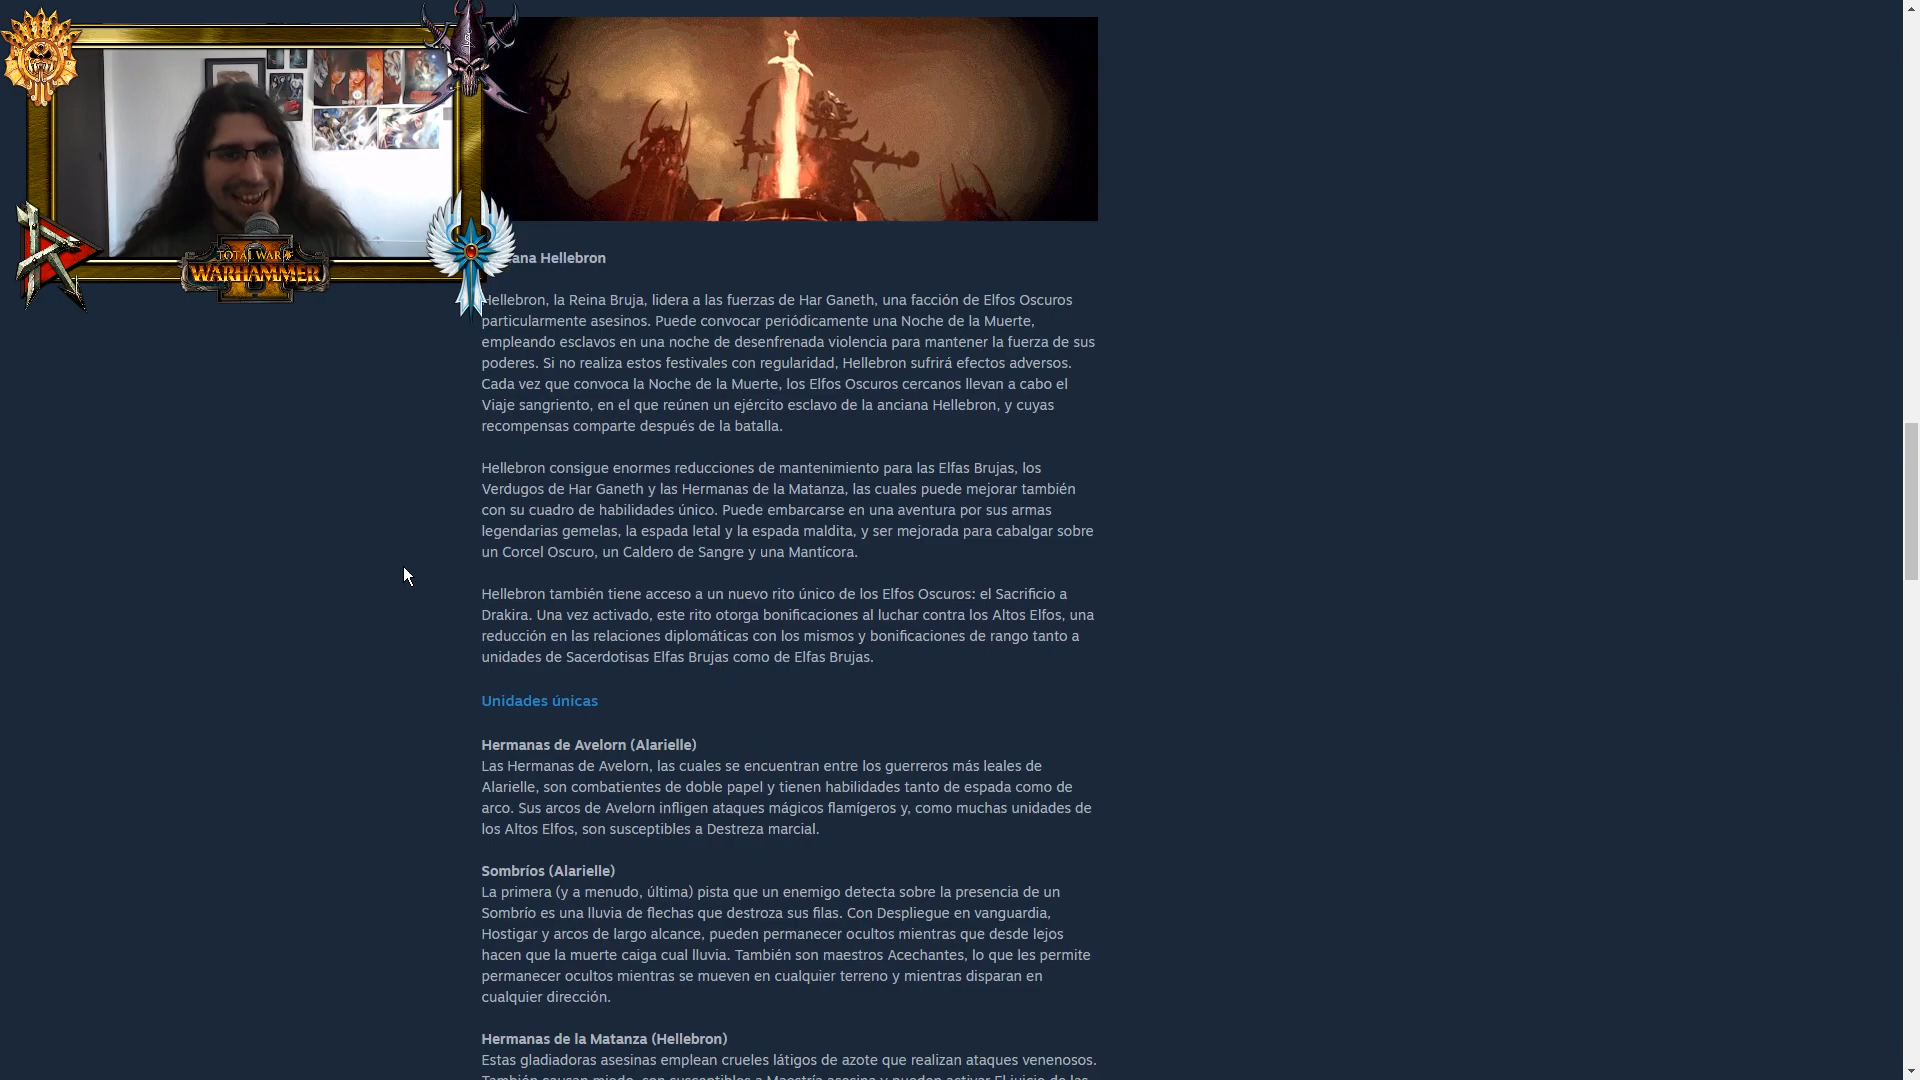 TOTAL WAR
WARHAMMER
II
ana Hellebron
Hellebron, la Reina Bruja, lidera a las fuerzas de Har Ganeth, una facción de Elfos Oscuros
particularmente asesinos. Puede convocar periódicamente una Noche de la Muerte,
empleando esclavos en una noche de desenfrenada violencia para mantener la fuerza de sus
poderes. Si no realiza estos festivales con regularidad, Hellebron sufrirá efectos adversos.
Cada vez que convoca la Noche de la Muerte, los Elfos Oscuros cercanos llevan a cabo el
Viaje sangriento, en el que reúnen un ejército esclavo de la anciana Hellebron, y cuyas
recompensas comparte después de la batalla.
Hellebron consigue enormes reducciones de mantenimiento para las Elfas Brujas, los
Verdugos de Har Ganeth y las Hermanas de la Matanza, las cuales puede mejorar también
con su cuadro de habilidades único. Puede embarcarse en una aventura por sus armas
legendarias gemelas, la espada letal y la espada maldita, y ser mejorada para cabalgar sobre
un Corcel Oscuro, un Caldero de Sangre y una Mantícora.
Hellebron también tiene acceso a un nuevo rito único de los Elfos Oscuros: el Sacrificio a
Drakira. Una vez activado, este rito otorga bonificaciones al luchar contra los Altos Elfos, una
reducción en las relaciones diplomáticas con los mismos y bonificaciones de rango tanto a
unidades de Sacerdotisas Elfas Brujas como de Elfas Brujas.
Unidades únicas
Hermanas de Avelorn (Alarielle)
Las Hermanas de Avelorn, las cuales se encuentran entre los guerreros más leales de
Alarielle, son combatientes de doble papel y tienen habilidades tanto de espada como de
arco. Sus arcos de Avelorn infligen ataques mágicos flamígeros y, como muchas unidades de
los Altos Elfos, son susceptibles a Destreza marcial.
Sombríos (Alarielle)
La primera (y a menudo, última) pista que un enemigo detecta sobre la presencia de un
Sombrío es una lluvia de flechas que destroza sus filas. Con Despliegue en vanguardia,
Hostigar y arcos de largo alcance, pueden permanecer ocultos mientras que desde lejos
hacen que la muerte caiga cual lluvia. También son maestros Acechantes, lo que les permite
permanecer ocultos mientras se mueven en cualquier terreno y mientras disparan en
cualquier dirección.
Hermanas de la Matanza (Hellebron)
Estas gladiadoras asesinas emplean crueles látigos de azote que realizan ataques venenosos.
También causan miedo, son susceptibles a Maestría asesina y pueden activar El juicio de las